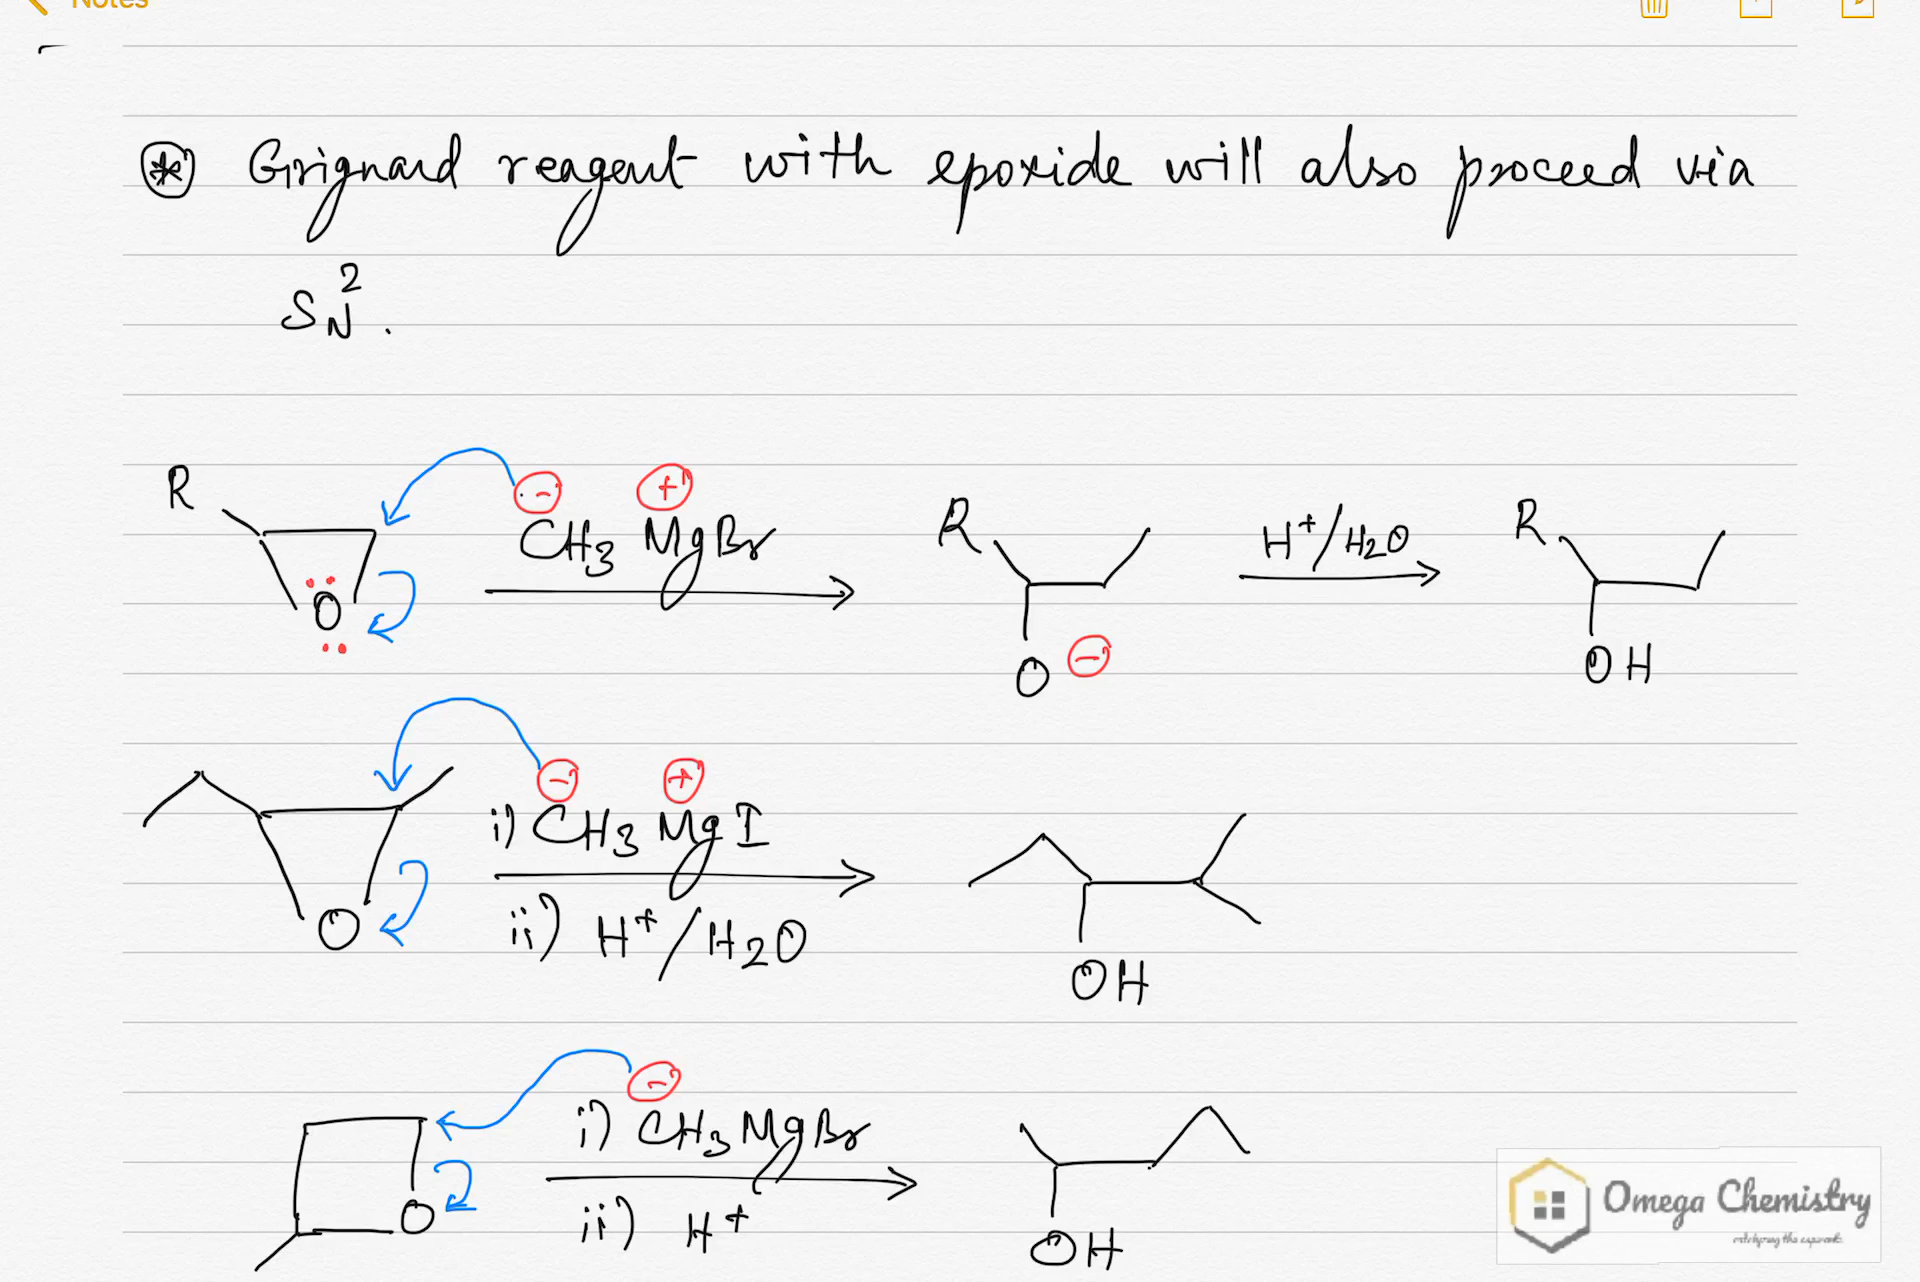 Notes
* Grignard reagent with epoxide will also proceed via
SN2.
R
O
⊖ ⊕
CH3 MgBr
R
O ⊖
H+/H2O
R
OH
O
⊖ ⊕
i) CH3 MgI
ii) H+/H2O
OH
O
⊖
i) CH3MgBr
ii) H+
OH
Omega Chemistry